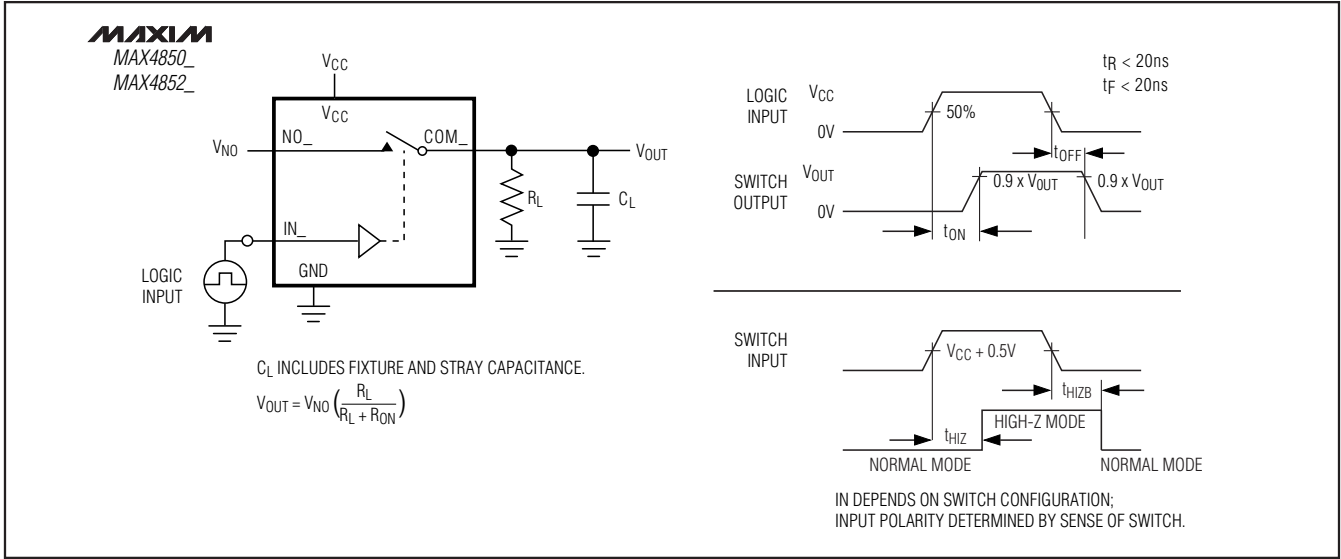 MAXIM
MAX4850_
MAX4852_
VCC
VCC
VNO
NO_
COM_
VOUT
RL
CL
IN_
GND
LOGIC
INPUT
CL INCLUDES FIXTURE AND STRAY CAPACITANCE.
VOUT = VNO (RL / RL + RON)
tR < 20ns
tF < 20ns
LOGIC
INPUT
VCC
0V
50%
tOFF
SWITCH
OUTPUT
VOUT
0V
0.9 x VOUT
0.9 x VOUT
tON
SWITCH
INPUT
VCC + 0.5V
tHIZB
HIGH-Z MODE
tHIZ
NORMAL MODE
NORMAL MODE
IN DEPENDS ON SWITCH CONFIGURATION;
INPUT POLARITY DETERMINED BY SENSE OF SWITCH.